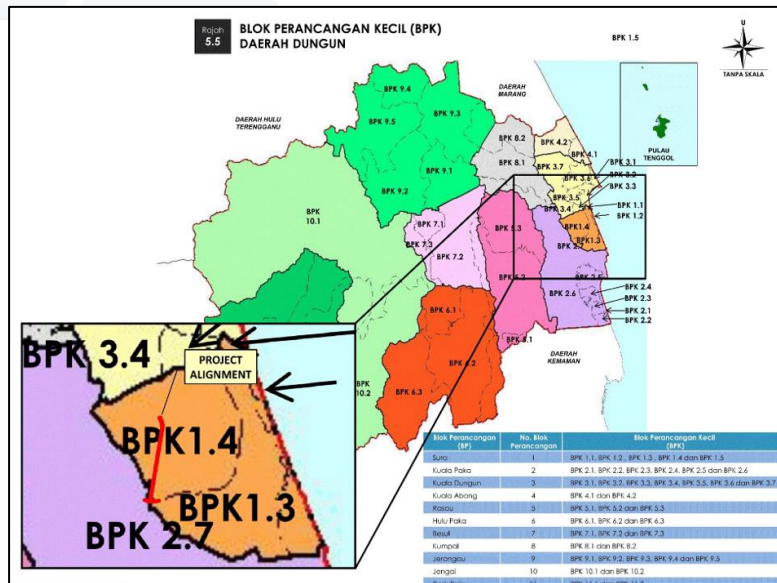 Rajah
5.5
BLOK PERANCANGAN KECIL (BPK)
DAERAH DUNGUN
BPK 1.5
U
TANPA SKALA
PULAU
TENGGOL
DAERAH HULU
TERENGGANU
DAERAH
MARANG
BPK 9.4
BPK 9.3
BPK 9.5
BPK 9.2
BPK 9.1
BPK 8.2
BPK 8.1
BPK 4.2
BPK 4.1
BPK 3.7
BPK 3.6
BPK 3.5
BPK 3.4
BPK 3.1
BPK 3.2
BPK 3.3
BPK 1.1
BPK 1.2
BPK1.4
BPK1.3
BPK 10.1
BPK 7.1
BPK 7.3
BPK 7.2
BPK 5.3
BPK 5.2
BPK 5.1
BPK 2.7
BPK 2.5
BPK 2.6
BPK 2.4
BPK 2.3
BPK 2.1
BPK 2.2
BPK 6.1
BPK 6.2
BPK 6.3
BPK 10.2
DAERAH
KEMAMAN
BPK 3.4
PROJECT
ALIGNMENT
BPK1.4
BPK1.3
BPK 2.7
Blok Perancangan (BP) No. Blok Perancangan Blok Perancangan Kecil (BPK)
Sura 1 BPK 1.1, BPK 1.2 , BPK 1.3 , BPK 1.4 dan BPK 1.5
Kuala Paka 2 BPK 2.1, BPK 2.2, BPK 2.3, BPK 2.4, BPK 2.5 dan BPK 2.6
Kuala Dungun 3 BPK 3.1, BPK 3.2, BPK 3.3, BPK 3.4, BPK 3.5, BPK 3.6 dan BPK 3.7
Kuala Abang 4 BPK 4.1 dan BPK 4.2
Rasau 5 BPK 5.1, BPK 5.2 dan BPK 5.3
Hulu Paka 6 BPK 6.1, BPK 6.2 dan BPK 6.3
Besul 7 BPK 7.1, BPK 7.2 dan BPK 7.3
Kumpal 8 BPK 8.1 dan BPK 8.2
Jerangau 9 BPK 9.1, BPK 9.2, BPK 9.3, BPK 9.4 dan BPK 9.5
Jengai 10 BPK 10.1 dan BPK 10.2